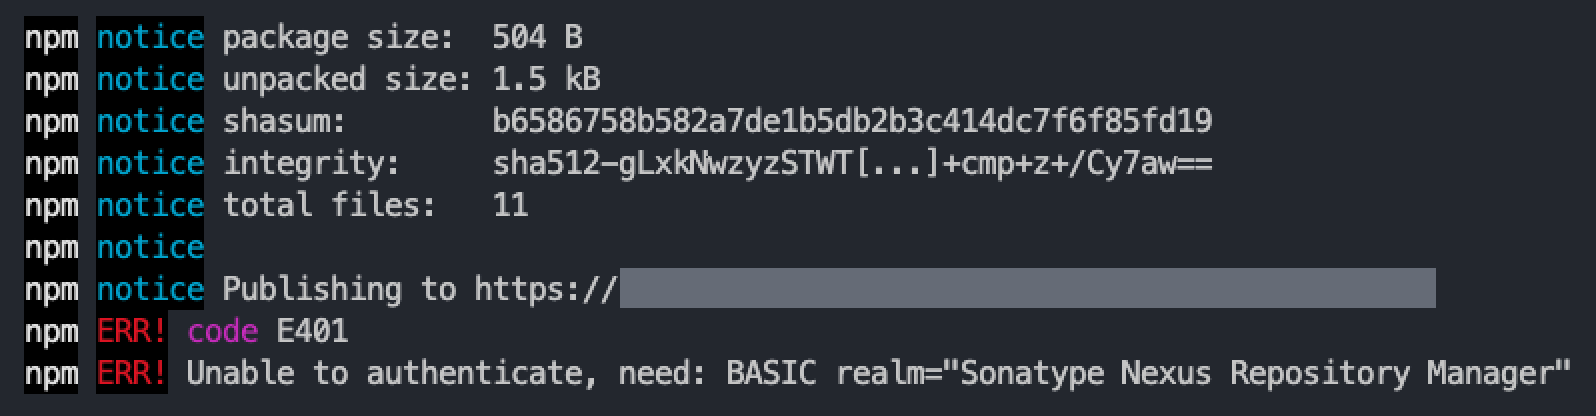 npm notice package size:  504 B
npm notice unpacked size: 1.5 kB
npm notice shasum:        b6586758b582a7de1b5db2b3c414dc7f6f85fd19
npm notice integrity:     sha512-gLxkNwzyzSTWT[...]+cmp+z+/Cy7aw==
npm notice total files:   11
npm notice
npm notice Publishing to https://
npm ERR! code E401
npm ERR! Unable to authenticate, need: BASIC realm="Sonatype Nexus Repository Manager"